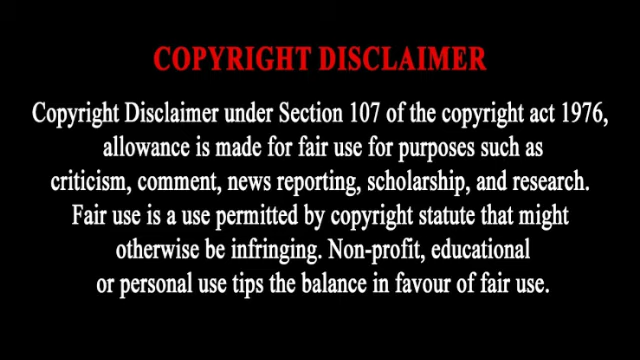 COPYRIGHT DISCLAIMER
Copyright Disclaimer under Section 107 of the copyright act 1976,
allowance is made for fair use for purposes such as
criticism, comment, news reporting, scholarship, and research.
Fair use is a use permitted by copyright statute that might
otherwise be infringing. Non-profit, educational
or personal use tips the balance in favour of fair use.